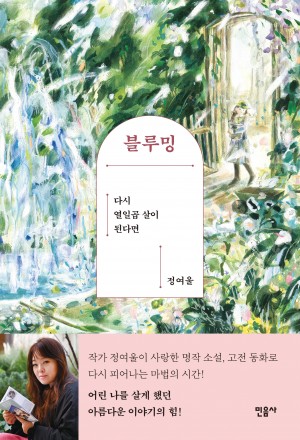 블루밍
다시
열일곱 살이
된다면
정여울
작가 정여울이 사랑한 명작 소설, 고전 동화로
다시 피어나는 마법의 시간!
어린 나를 살게 했던
아름다운 이야기의 힘!
민음사